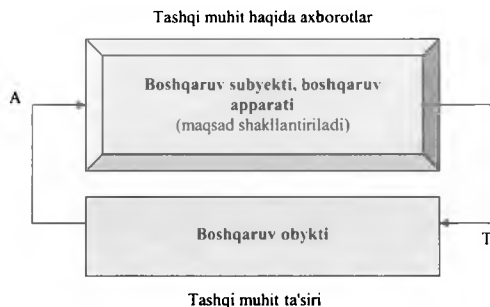 Tashqi muhit haqida axborotlar
Boshqaruv subyekti, boshqaruv
apparati
(maqsad shakllantiriladi)
A
Boshqaruv obykti
T
Tashqi muhit ta'siri